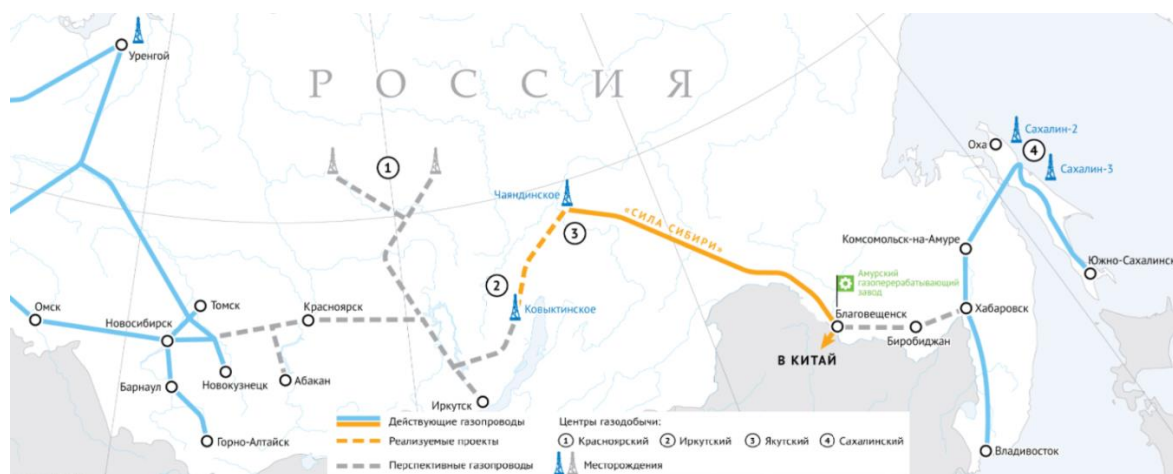 Уренгой
РОССИЯ
1
Сахалин-2
Оха
4
Сахалин-3
Чаяндинское
3
«СИЛА СИБИРИ»
Комсомольск-на-Амуре
Южно-Сахалинск
2
Амурский
газоперерабатывающий
завод
Омск
Томск
Новосибирск
Красноярск
Ковыктинское
Благовещенск
Хабаровск
Биробиджан
В КИТАЙ
Барнаул
Новокузнецк
Абакан
Иркутск
Горно-Алтайск
Владивосток
Действующие газопроводы
Реализуемые проекты
Перспективные газопроводы
Центры газодобычи:
1 Красноярский 2 Иркутский 3 Якутский 4 Сахалинский
Месторождения